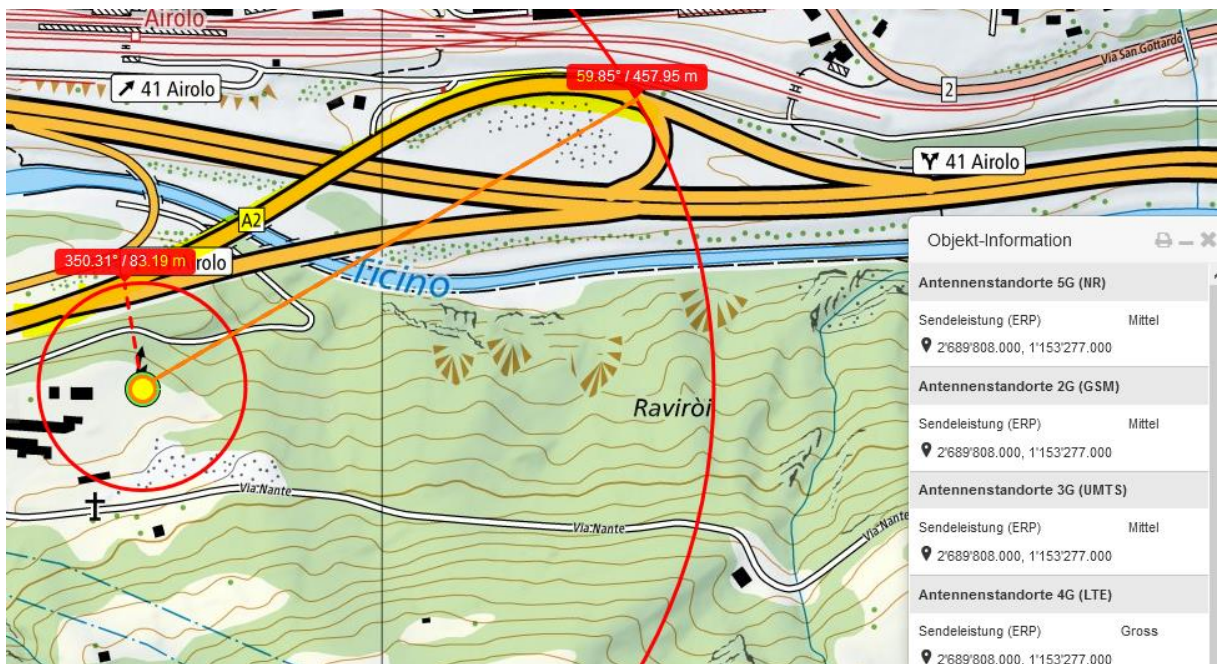 Airolo
41 Airolo
59.85° / 457.95 m
2
Via San Gottardo
41 Airolo
A2
350.31° / 83.19 m
rolo
Ticino
Raviròi
Via Nante
Via Nante
Via Nante
Objekt-Information
Antennenstandorte 5G (NR)
Sendeleistung (ERP) Mittel
2'689'808.000, 1'153'277.000
Antennenstandorte 2G (GSM)
Sendeleistung (ERP) Mittel
2'689'808.000, 1'153'277.000
Antennenstandorte 3G (UMTS)
Sendeleistung (ERP) Mittel
2'689'808.000, 1'153'277.000
Antennenstandorte 4G (LTE)
Sendeleistung (ERP) Gross
2'689'808.000, 1'153'277.000